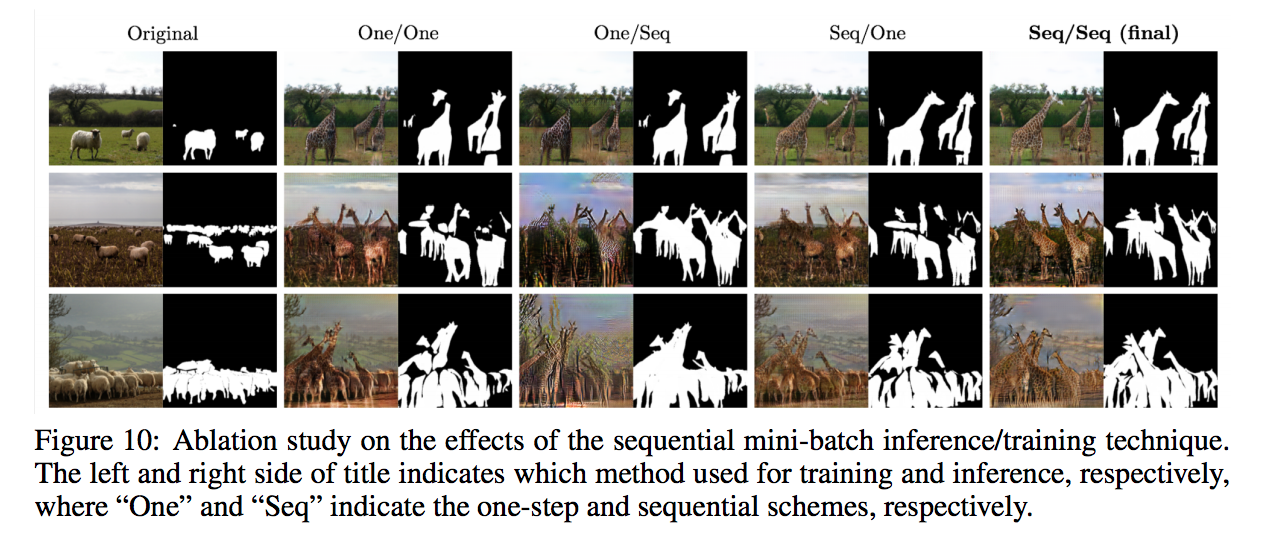 Original One/One One/Seq Seq/One Seq/Seq (final)
Figure 10: Ablation study on the effects of the sequential mini-batch inference/training technique.
The left and right side of title indicates which method used for training and inference, respectively,
where “One” and “Seq” indicate the one-step and sequential schemes, respectively.